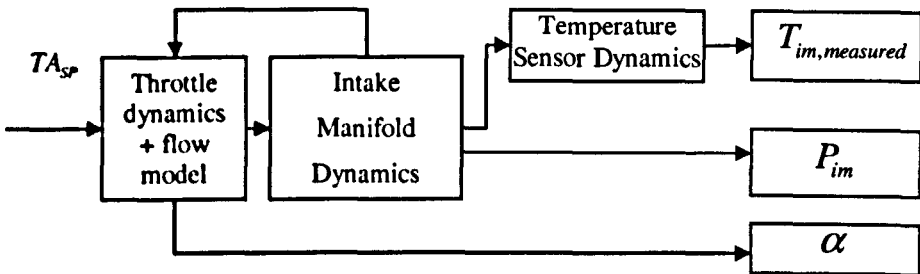 TA_SP
Throttle
dynamics
+ flow
model
Intake
Manifold
Dynamics
Temperature
Sensor Dynamics
T_im,measured
P_im
α